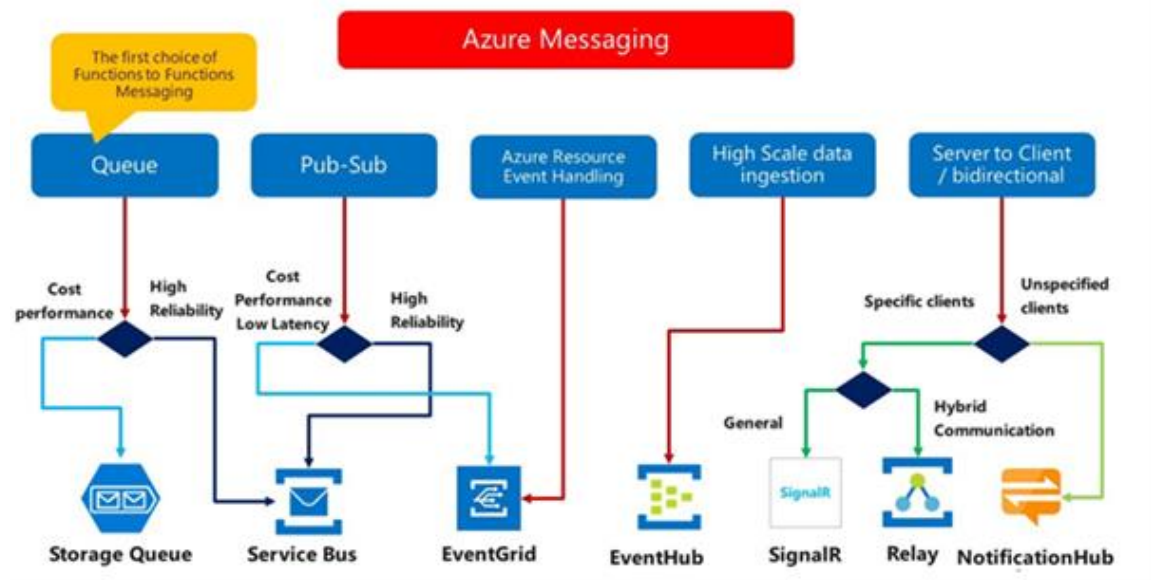 Azure Messaging
The first choice of
Functions to Functions
Messaging
Queue
Pub-Sub
Azure Resource
Event Handling
High Scale data
ingestion
Server to Client
/ bidirectional
Cost
performance
High
Reliability
Cost
Performance
Low Latency
High
Reliability
Specific clients
Unspecified
clients
General
Hybrid
Communication
SignalR
Storage Queue
Service Bus
EventGrid
EventHub
SignalR
Relay
NotificationHub